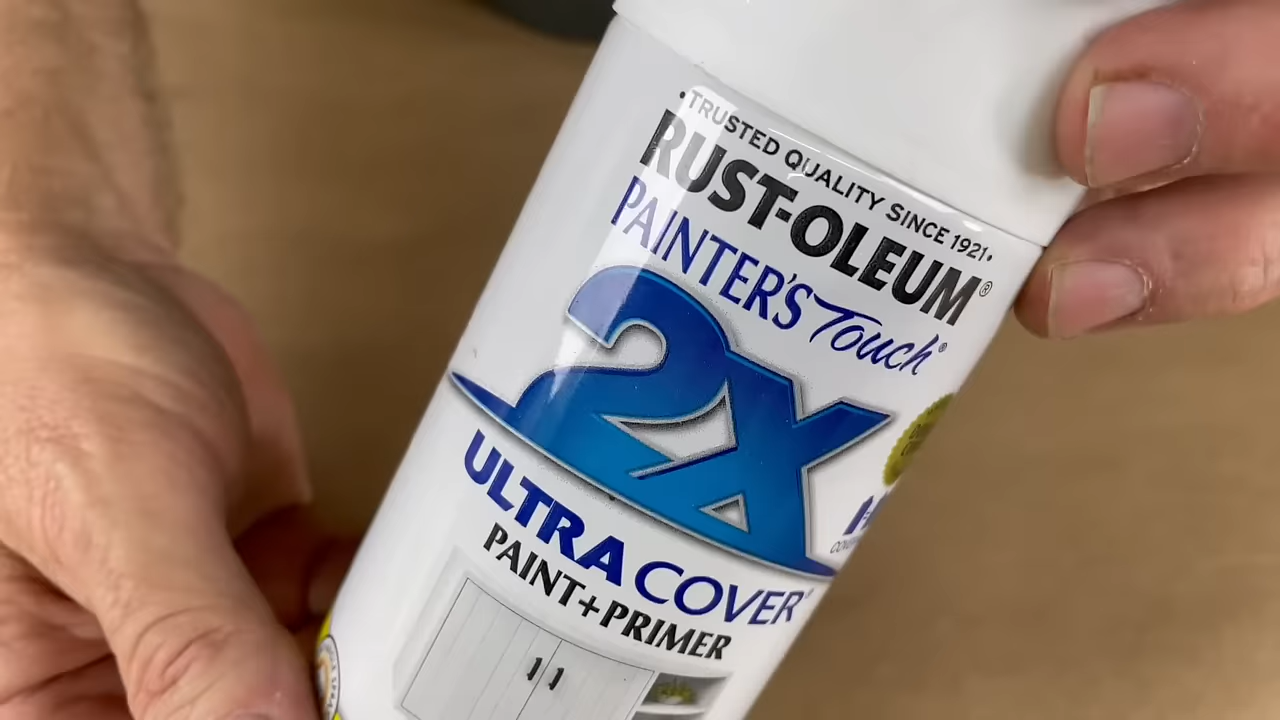 •TRUSTED QUALITY SINCE 1921•
RUST-OLEUM®
PAINTER'S Touch®
2X
ULTRA COVER
PAINT+PRIMER